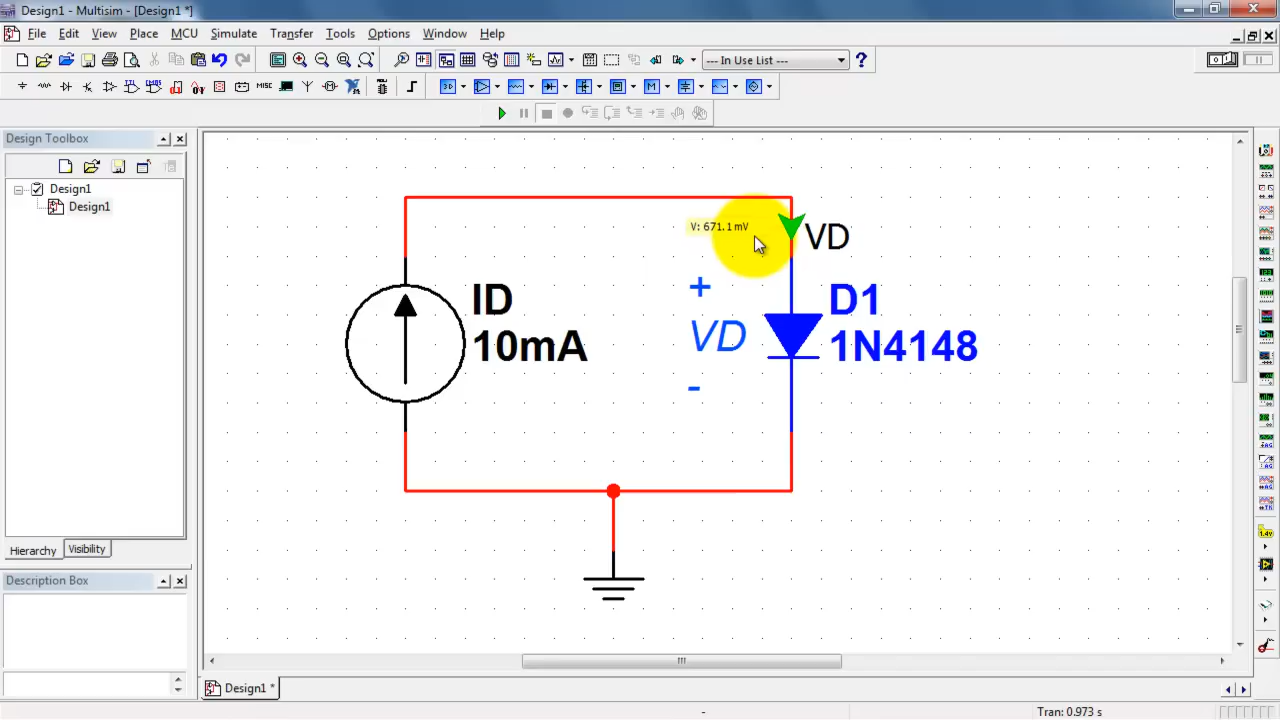 Design1 - Multisim - [Design1 *]
File Edit View Place MCU Simulate Transfer Tools Options Window Help
--- In Use List ---
MISC
Design Toolbox
Design1
Design1
V: 671.1 mV
VD
+
VD
-
ID
10mA
D1
1N4148
Hierarchy Visibility
Description Box
Design1 *
-
Tran: 0.973 s